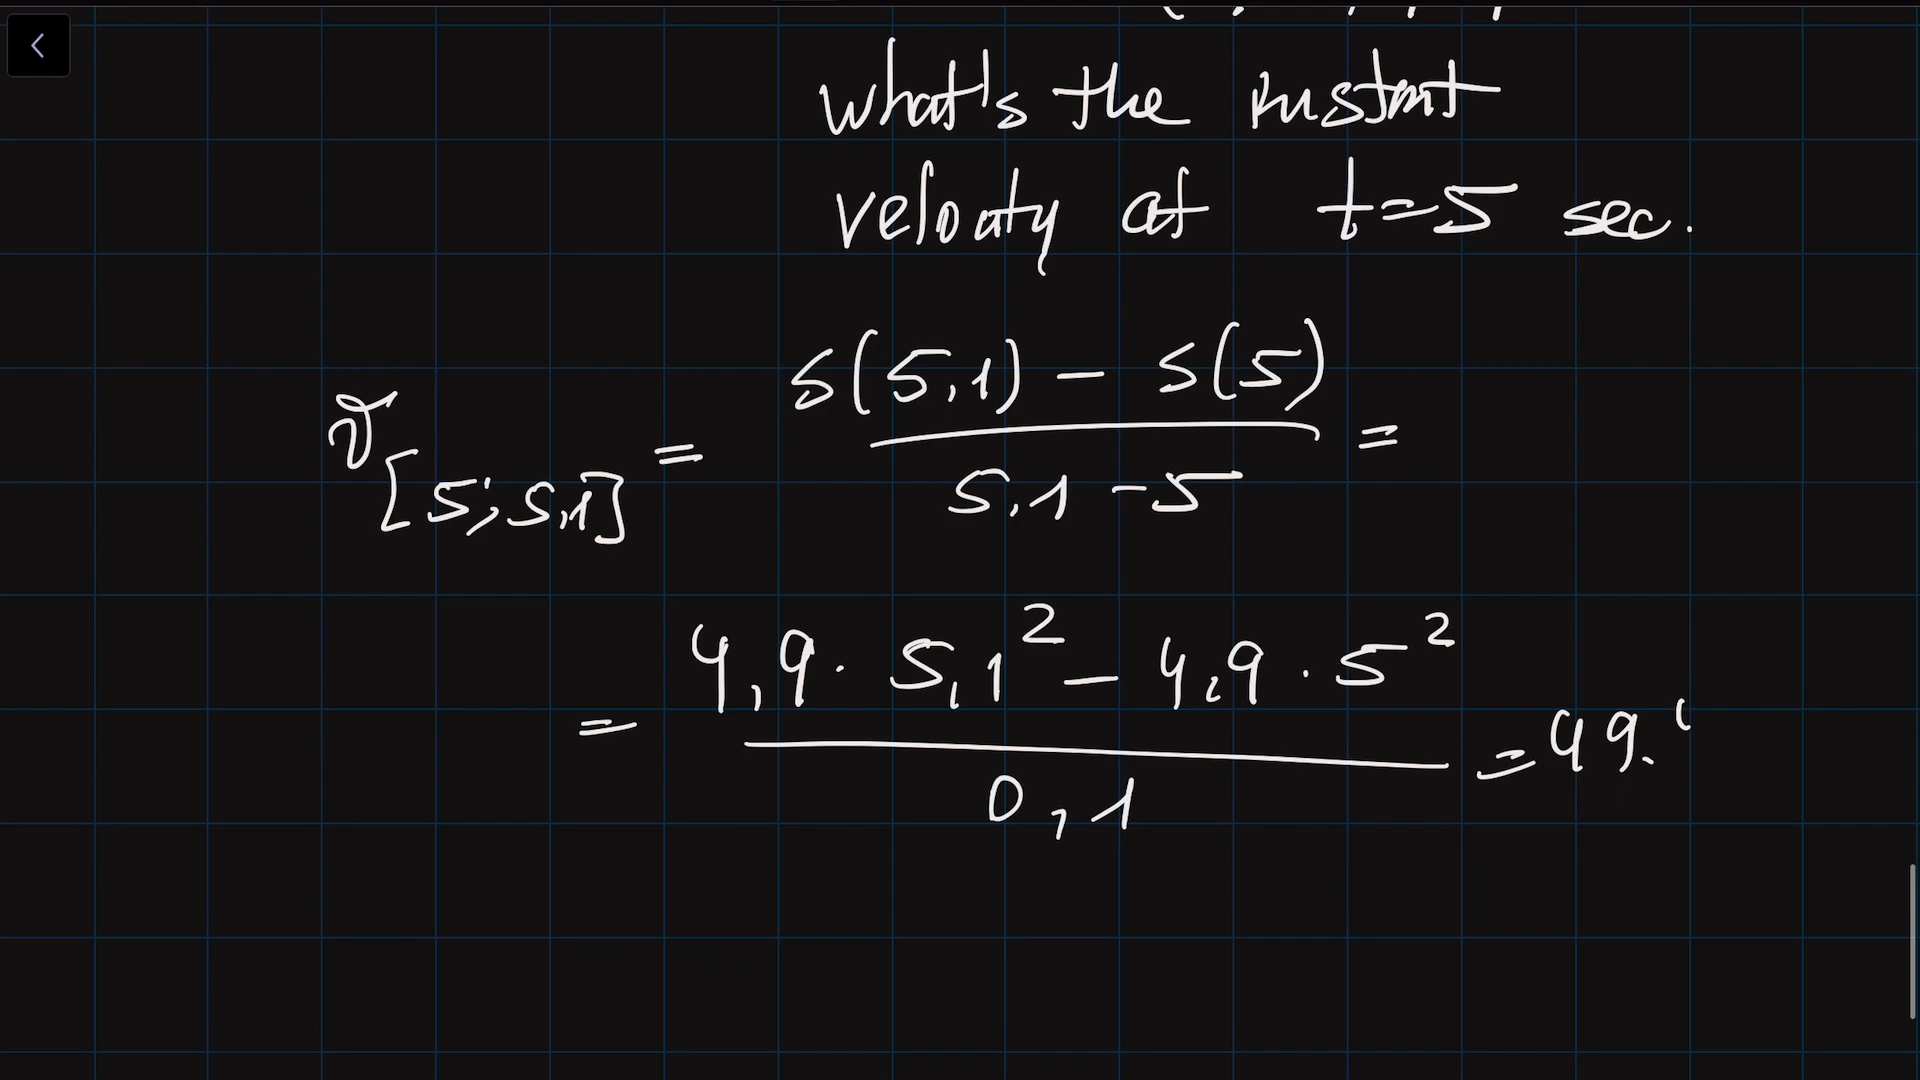 what's the instant
velocity at t=5 sec.
v[5;5,1] = s(5,1) - s(5) / 5,1 - 5 =
= 4,9 · 5,1² - 4,9 · 5² / 0,1 = 49.